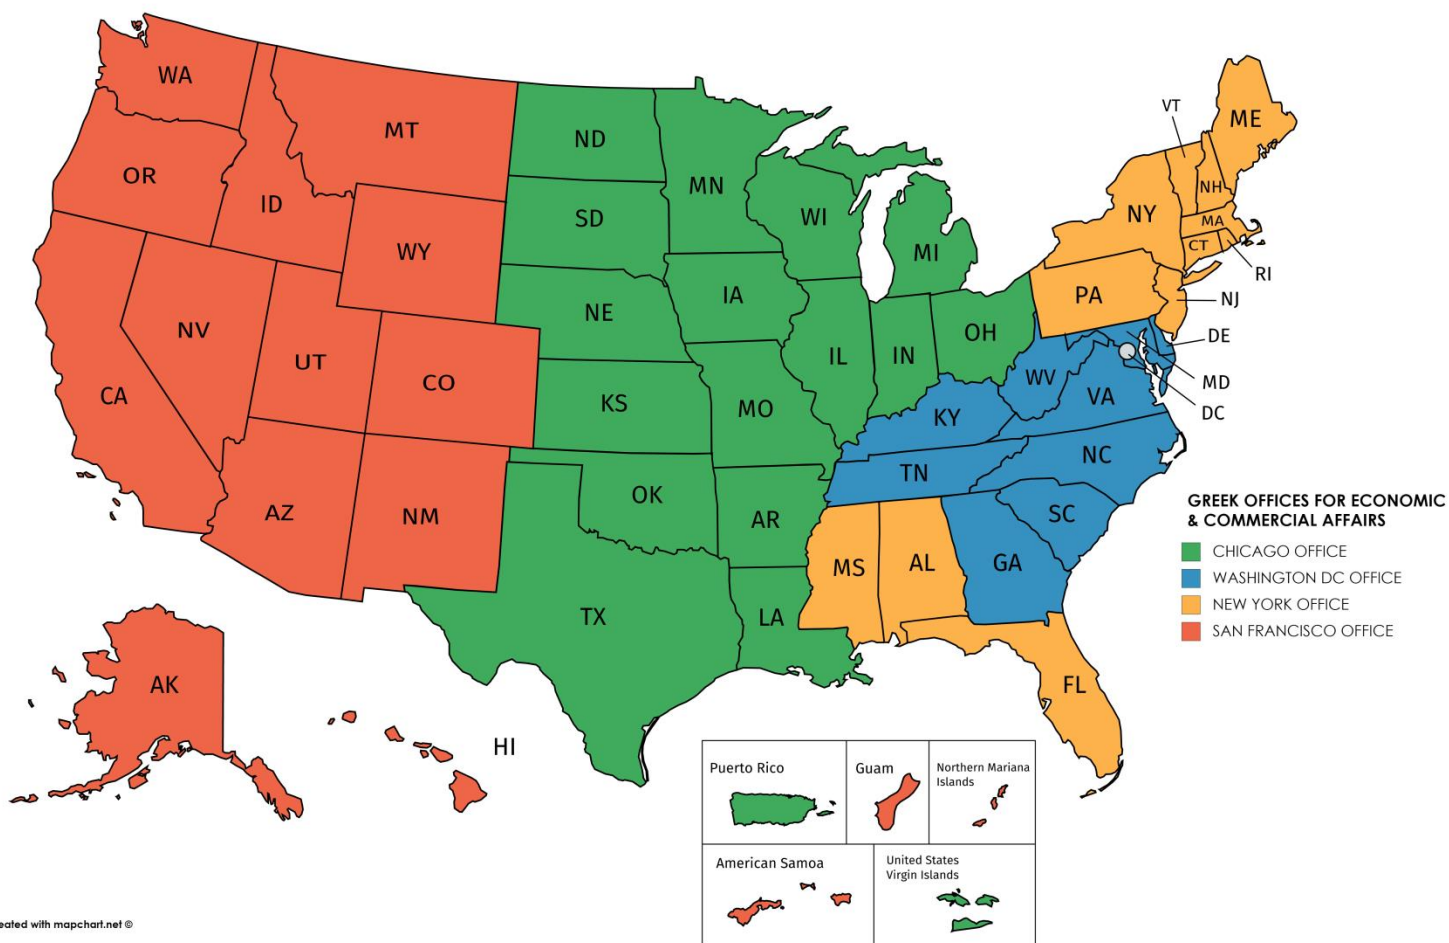 WA
MT
ND
MN
VT
ME
OR
ID
SD
WI
MI
NY
NH
MA
CT
RI
WY
NE
IA
PA
NJ
NV
UT
CO
IL
IN
OH
DE
MD
DC
CA
KS
MO
KY
WV
VA
AZ
NM
OK
AR
TN
NC
SC
MS
AL
GA
TX
LA
FL
AK
HI
GREEK OFFICES FOR ECONOMIC
& COMMERCIAL AFFAIRS
CHICAGO OFFICE
WASHINGTON DC OFFICE
NEW YORK OFFICE
SAN FRANCISCO OFFICE
Puerto Rico
Guam
Northern Mariana
Islands
American Samoa
United States
Virgin Islands
eated with mapchart.net ©